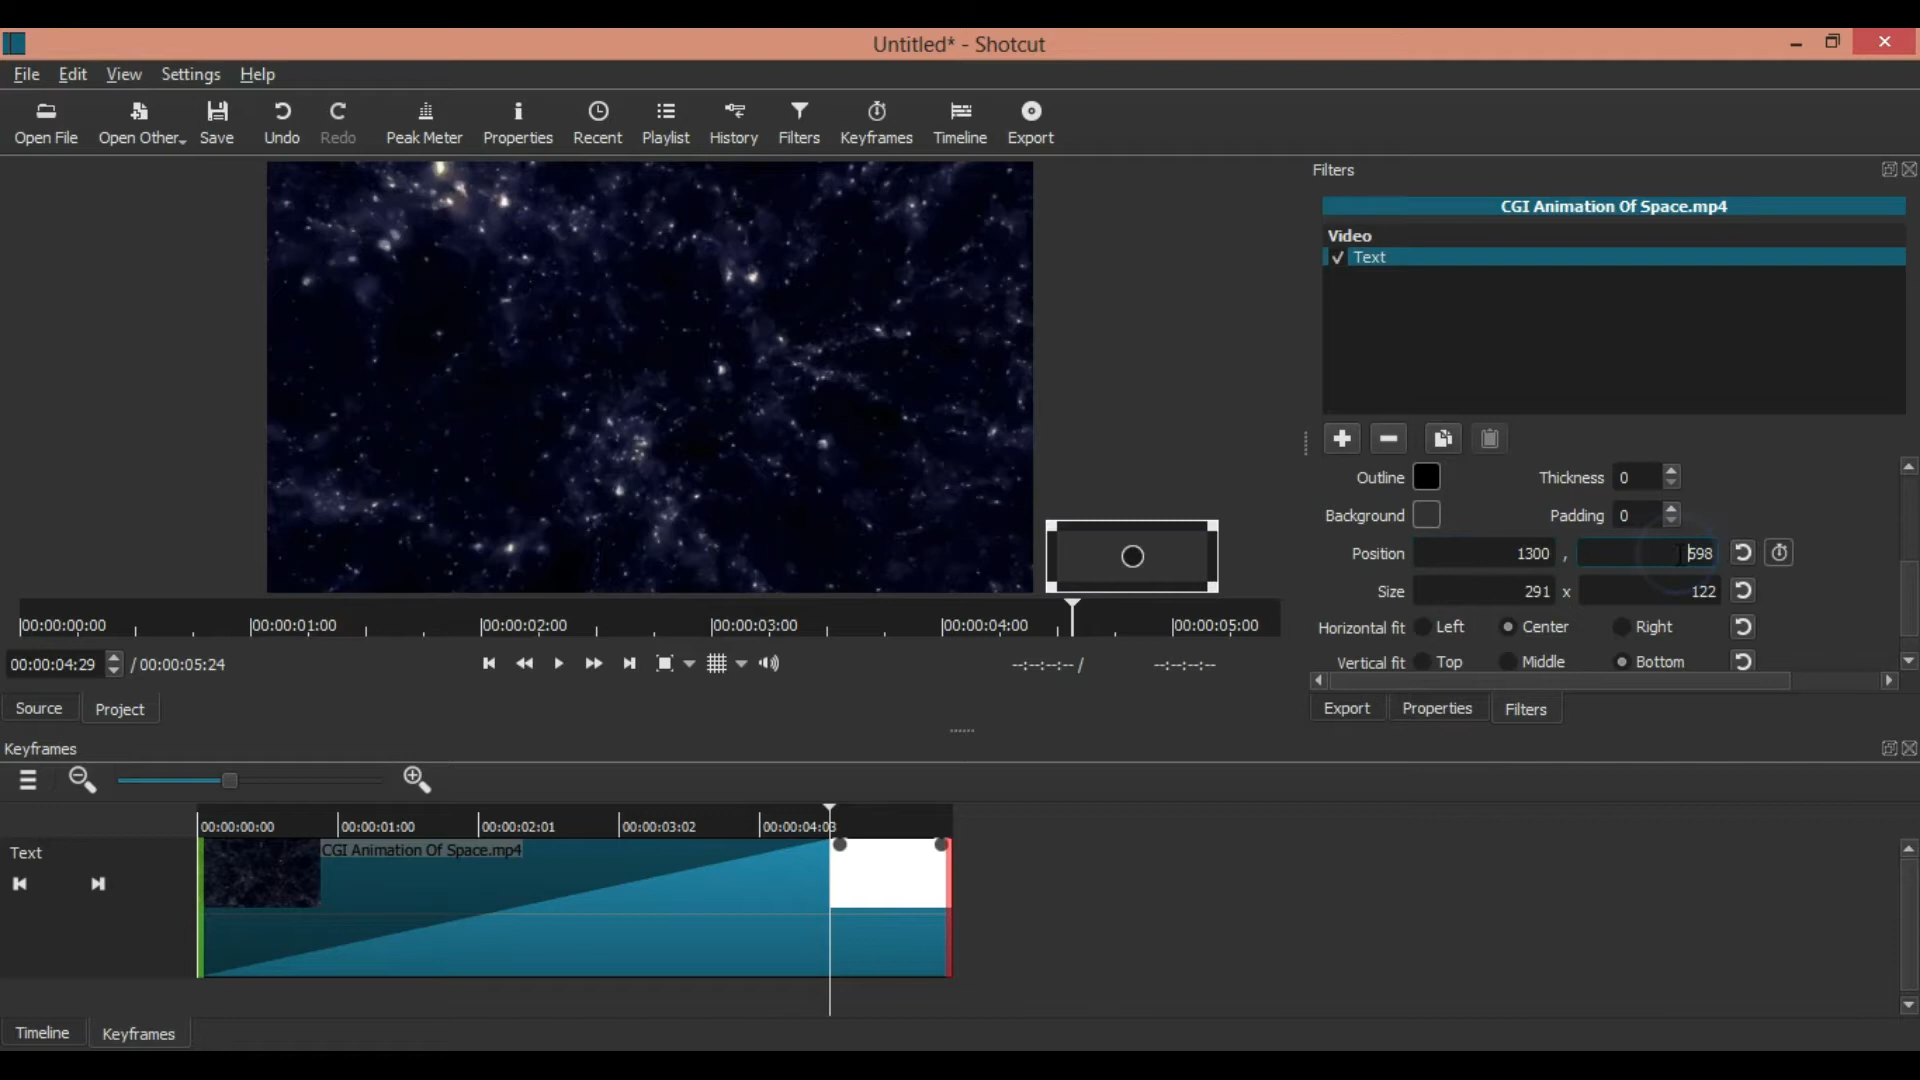 Untitled* - Shotcut
File Edit View Settings Help
Open File Open Other Save Undo Redo Peak Meter Properties Recent Playlist History Filters Keyframes Timeline Export
Filters
CGI Animation Of Space.mp4
Video
Text
Outline Thickness 0
Background Padding 0
Position 1300 , 598
Size 291 x 122
Horizontal fit Left Center Right
Vertical fit Top Middle Bottom
00:00:00:00 00:00:01:00 00:00:02:00 00:00:03:00 00:00:04:00 00:00:05:00
00:00:04:29 / 00:00:05:24 --:--:--:-- / --:--:--:--
Source Project
Export Properties Filters
Keyframes
00:00:00:00 00:00:01:00 00:00:02:01 00:00:03:02 00:00:04:03
Text
CGI Animation Of Space.mp4
Timeline Keyframes